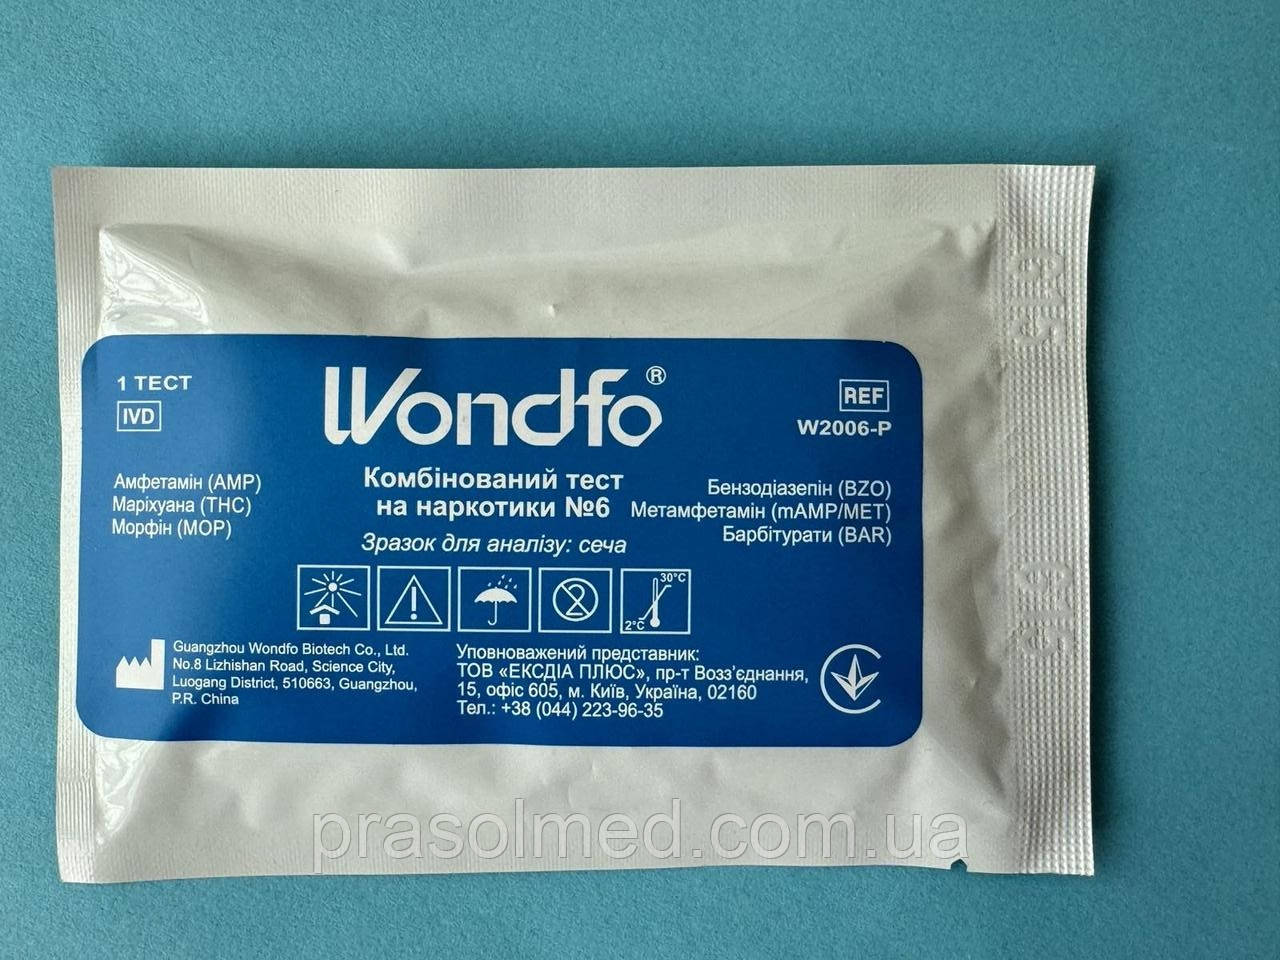 1 ТЕСТ
IVD
Wondfo®
REF
W2006-P
Комбінований тест
на наркотики №6
Зразок для аналізу: сеча
Амфетамін (AMP)
Маріхуана (THC)
Морфін (MOP)
Бензодіазепін (BZO)
Метамфетамін (mAMP/MET)
Барбітурати (BAR)
2
30°C
2°C
Guangzhou Wondfo Biotech Co., Ltd.
No.8 Lizhishan Road, Science City,
Luogang District, 510663, Guangzhou,
P.R. China
Уповноважений представник:
ТОВ «ЕКСДІА ПЛЮС», пр-т Возз’єднання,
15, офіс 605, м. Київ, Україна, 02160
Тел.: +38 (044) 223-96-35
prasolmed.com.ua